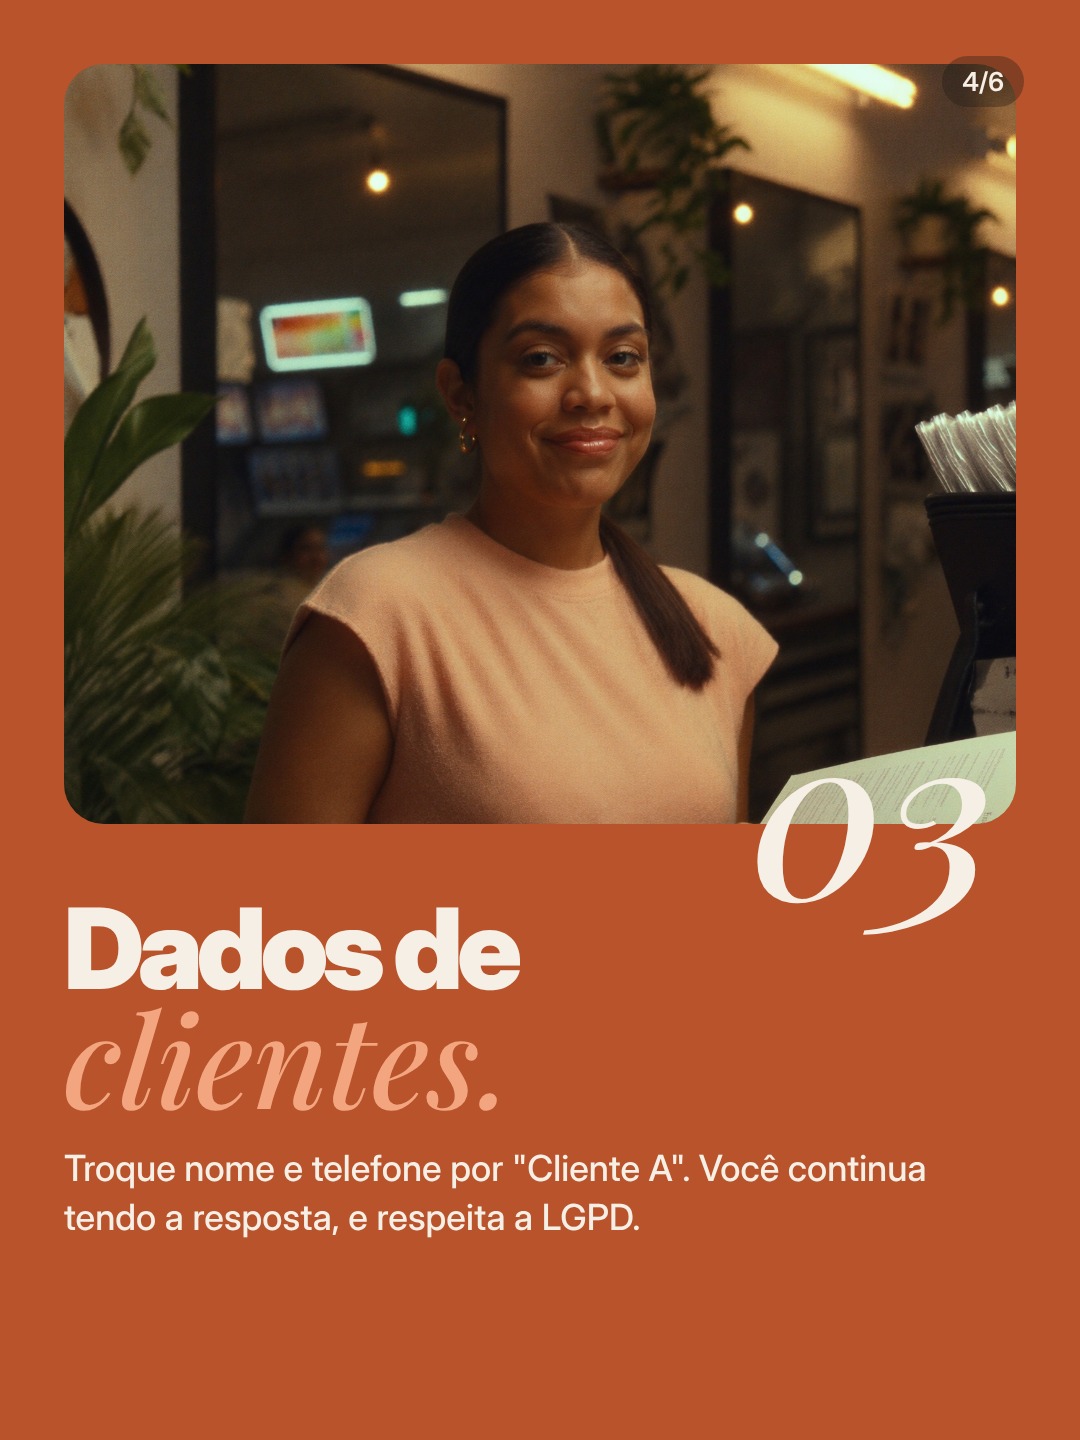 4/6
03
Dados de
clientes.
Troque nome e telefone por "Cliente A". Você continua
tendo a resposta, e respeita a LGPD.